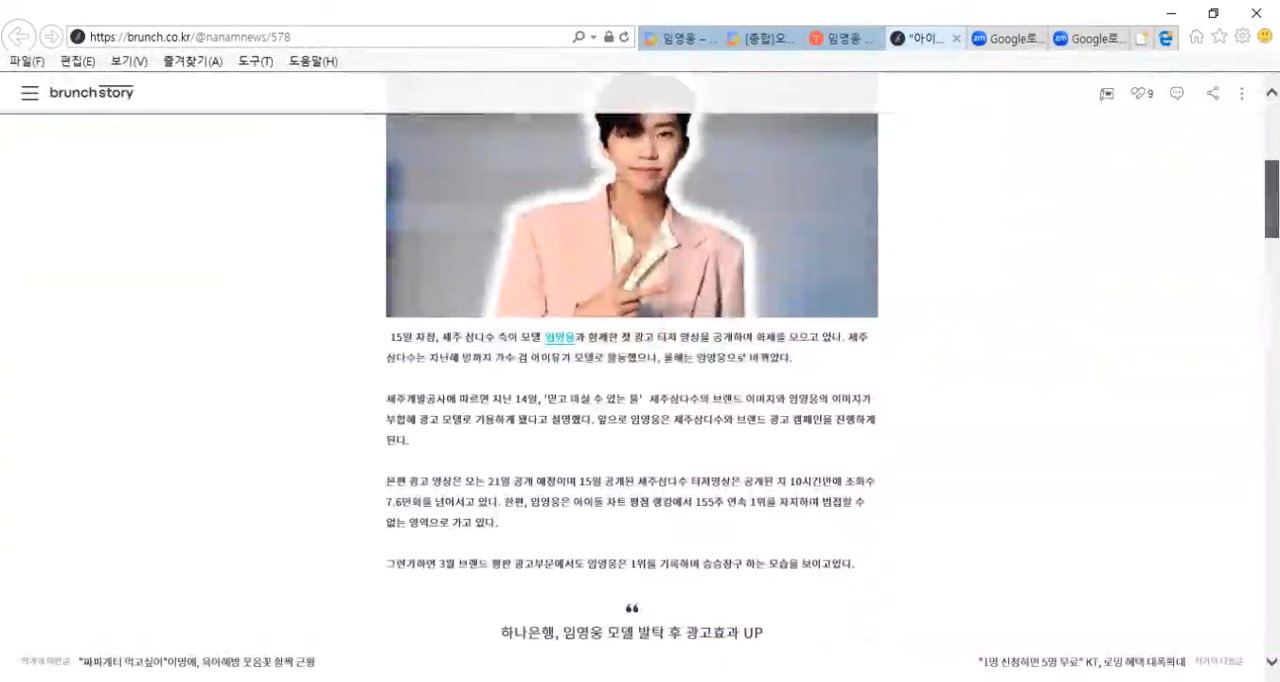 https://brunch.co.kr/@nanamnews/578
임영웅 – ...
[종합]오...
임영웅 ...
"아이...
Google로...
Google로...
파일(F) 편집(E) 보기(V) 즐겨찾기(A) 도구(T) 도움말(H)
brunch story
9
15일 자정, 제주 삼다수 측이 모델 임영웅과 함께한 첫 광고 티저 영상을 공개하며 화제를 모으고 있다. 제주
삼다수는 지난해 말까지 가수 겸 아이유가 모델로 활동했으나, 올해는 임영웅으로 바뀌었다.
제주개발공사에 따르면 지난 14일, '믿고 마실 수 있는 물' 제주삼다수의 브랜드 이미지와 임영웅의 이미지가
부합해 광고 모델로 기용하게 됐다고 설명했다. 앞으로 임영웅은 제주삼다수와 브랜드 광고 캠페인을 진행하게
된다.
본편 광고 영상은 오는 21일 공개 예정이며 15일 공개된 제주삼다수 티저영상은 공개된 지 10시간만에 조회수
7.6만회를 넘어서고 있다. 한편, 임영웅은 아이돌 차트 평점 랭킹에서 155주 연속 1위를 차지하며 범접할 수
없는 영역으로 가고 있다.
그런가하면 3월 브랜드 평판 광고부문에서도 임영웅은 1위를 기록하며 승승장구 하는 모습을 보이고있다.
❝
하나은행, 임영웅 모델 발탁 후 광고효과 UP
작가의 이전글 "짜파게티 먹고싶어"이영애, 육아해방 웃음꽃 활짝 근황
"1명 신청하면 5명 무료" KT, 로밍 혜택 대폭확대 작가의 다음글